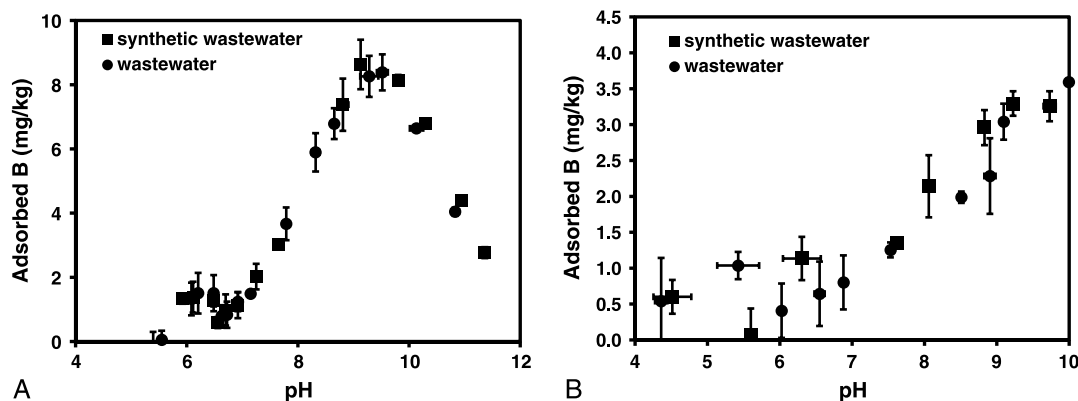 10
8
6
4
2
0
Adsorbed B (mg/kg)
synthetic wastewater
wastewater
4 6 8 10 12
pH
A
4.5
4.0
3.5
3.0
2.5
2.0
1.5
1.0
0.5
0.0
Adsorbed B (mg/kg)
synthetic wastewater
wastewater
4 5 6 7 8 9 10
pH
B